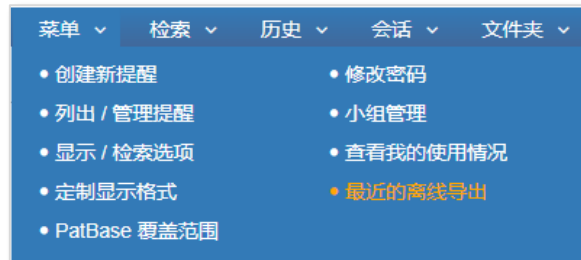 菜单 检索 历史 会话 文件夹
• 创建新提醒 • 修改密码
• 列出 / 管理提醒 • 小组管理
• 显示 / 检索选项 • 查看我的使用情况
• 定制显示格式 • 最近的离线导出
• PatBase 覆盖范围